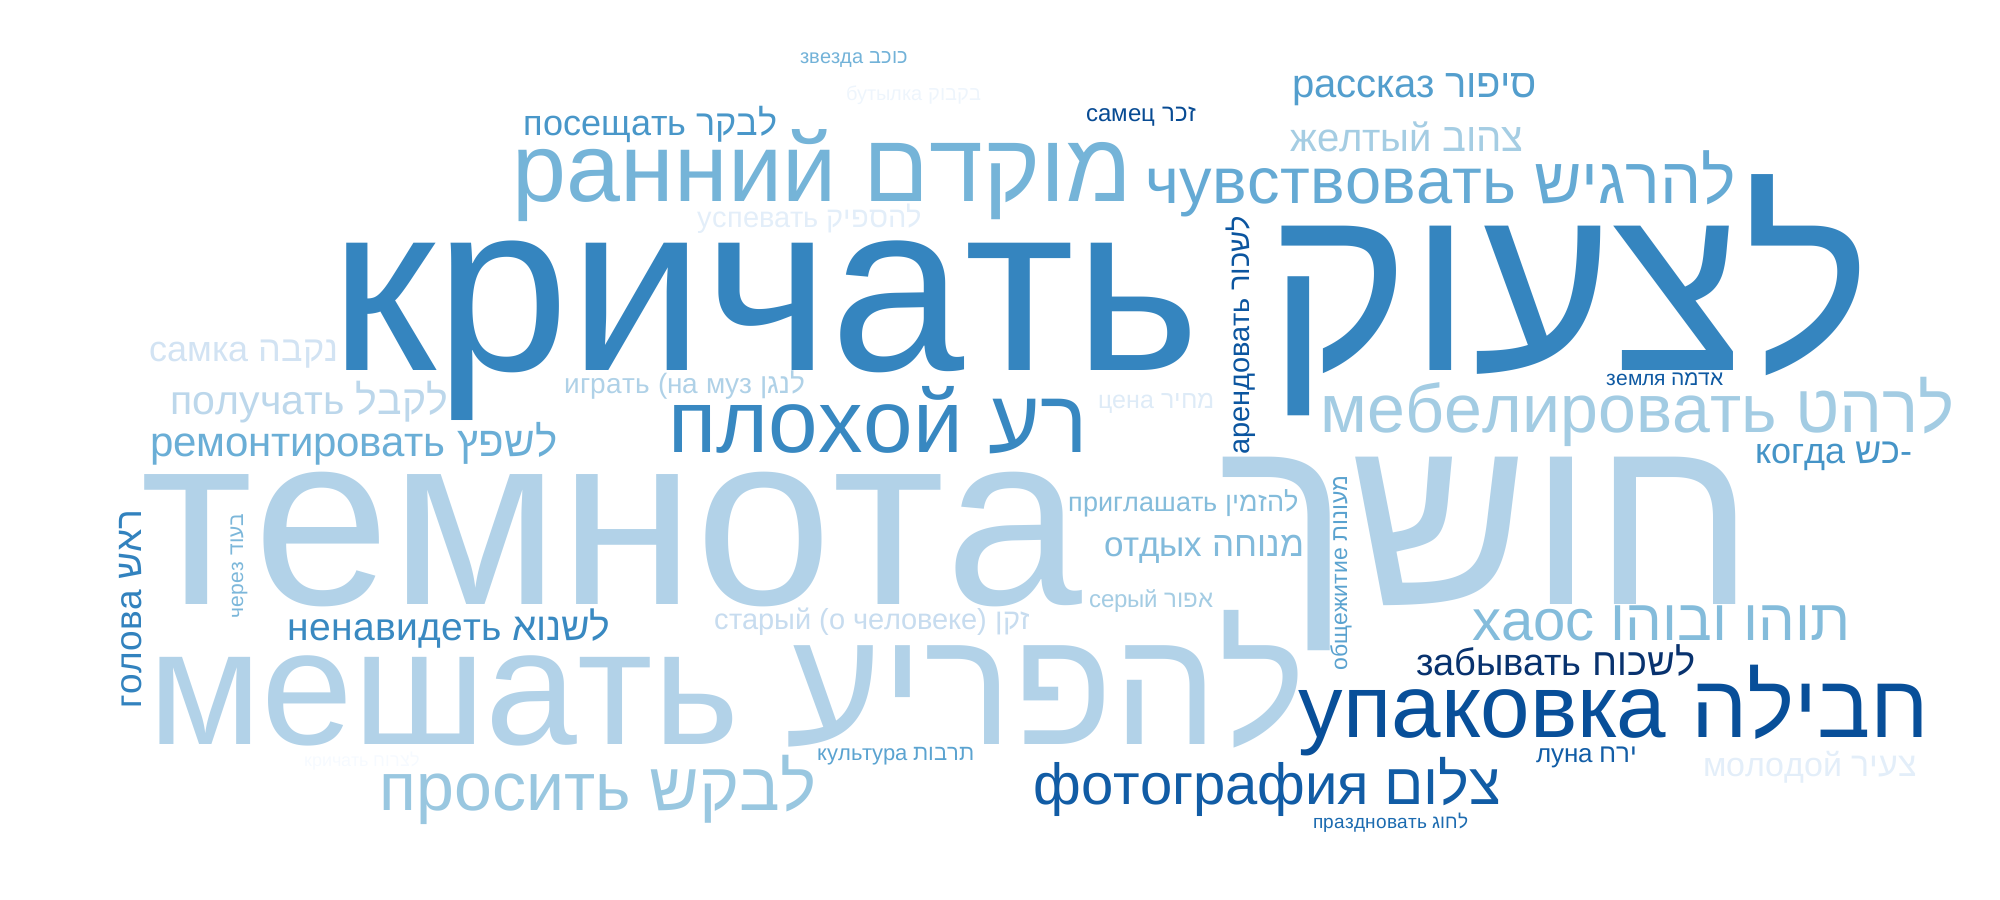 звезда כוכב
бутылка בקבוק
рассказ סיפור
самец זכר
посещать לבקר
желтый צהוב
ранний מוקדם
чувствовать להרגיש
успевать להספיק
кричать לצעוק
арендовать לשכור
самка נקבה
играть (на муз לנגן
земля אדמה
получать לקבל
цена מחיר
мебелировать לרהט
плохой רע
ремонтировать לשפץ
когда כש-
приглашать להזמין
темнота חושך
отдых מנוחה
общежитие מעונות
через בעוד
голова ראש
серый אפור
старый (о человеке) זקן
хаос תוהו ובוהו
ненавидеть לשנוא
забывать לשכוח
мешать להפריע
упаковка חבילה
культура תרבות
луна ירח
молодой צעיר
просить לבקש
фотография צלום
праздновать לחוג